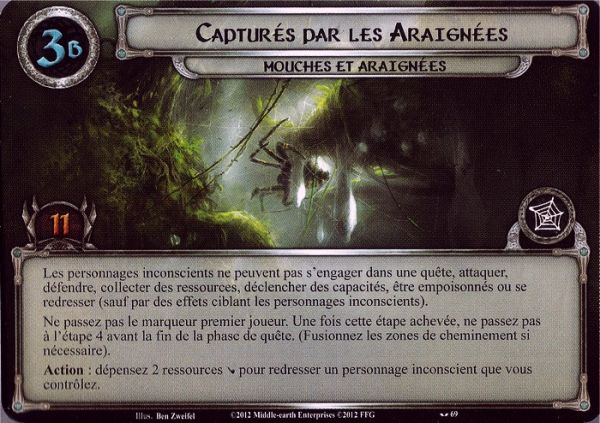 3B
Capturés par les Araignées
Mouches et Araignées
11
Les personnages inconscients ne peuvent pas s'engager dans une quête, attaquer,
défendre, collecter des ressources, déclencher des capacités, être empoisonnés ou se
redresser (sauf par des effets ciblant les personnages inconscients).
Ne passez pas le marqueur premier joueur. Une fois cette étape achevée, ne passez pas
à l'étape 4 avant la fin de la phase de quête. (Fusionnez les zones de cheminement si
nécessaire).
Action : dépensez 2 ressources pour redresser un personnage inconscient que vous
contrôlez.
Illus. Ben Zweifel ©2012 Middle-earth Enterprises ©2012 FFG 69